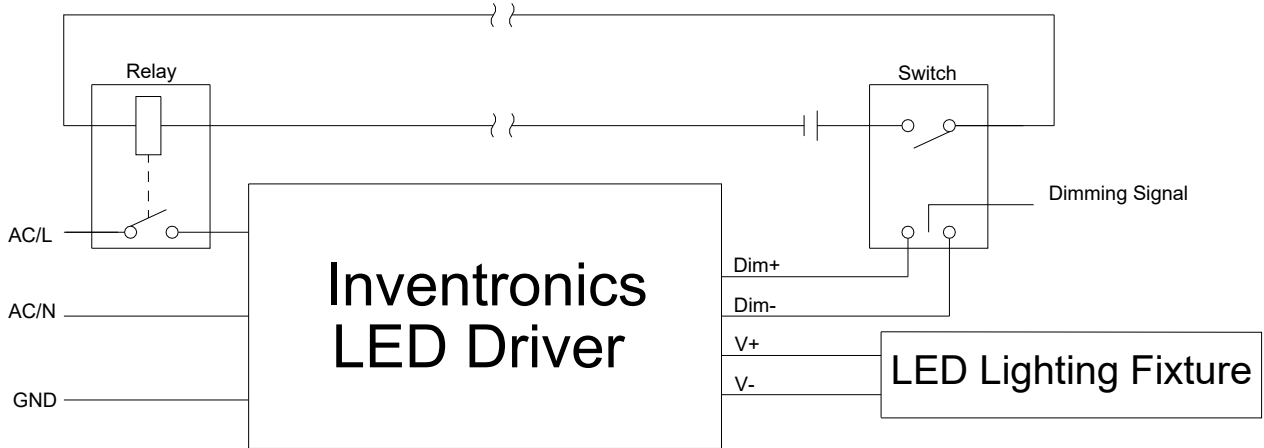 Relay
Switch
Dimming Signal
AC/L
Dim+
Inventronics
LED Driver
AC/N
Dim-
V+
LED Lighting Fixture
V-
GND